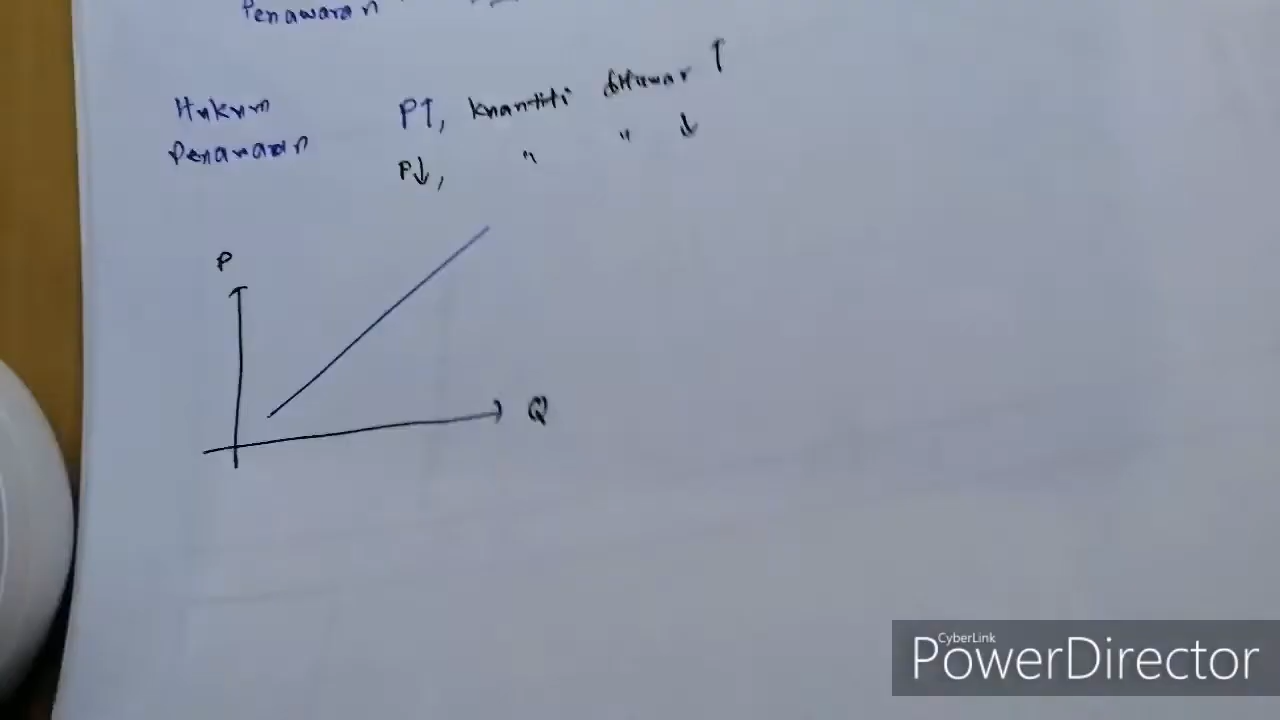 Penawaran
Hukum P↑, kuantiti ditawar ↑
Penawaran P↓, " " ↓
P
Q
CyberLink
PowerDirector